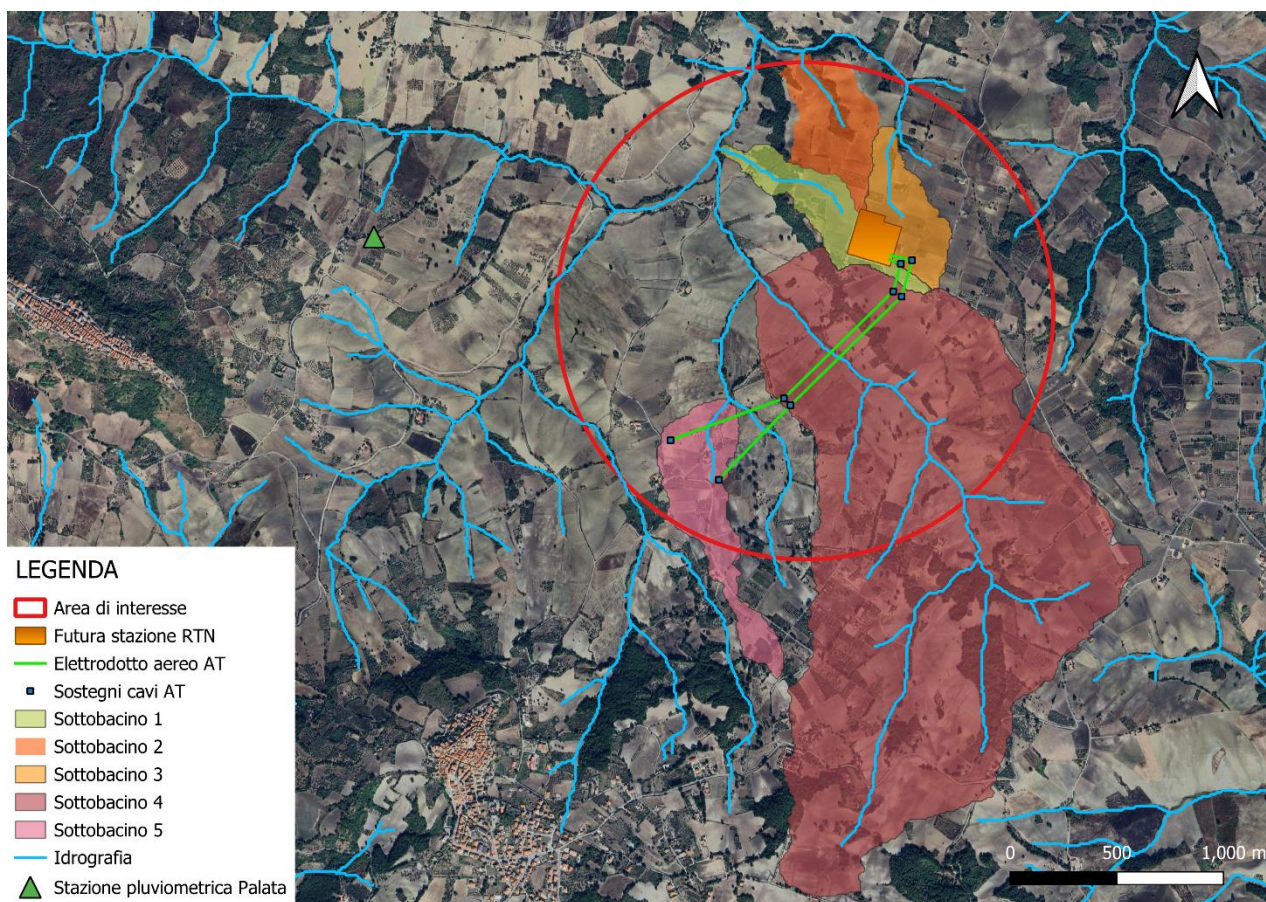 LEGENDA
Area di interesse
Futura stazione RTN
Elettrodotto aereo AT
Sostegni cavi AT
Sottobacino 1
Sottobacino 2
Sottobacino 3
Sottobacino 4
Sottobacino 5
Idrografia
Stazione pluviometrica Palata
0 500 1,000 m